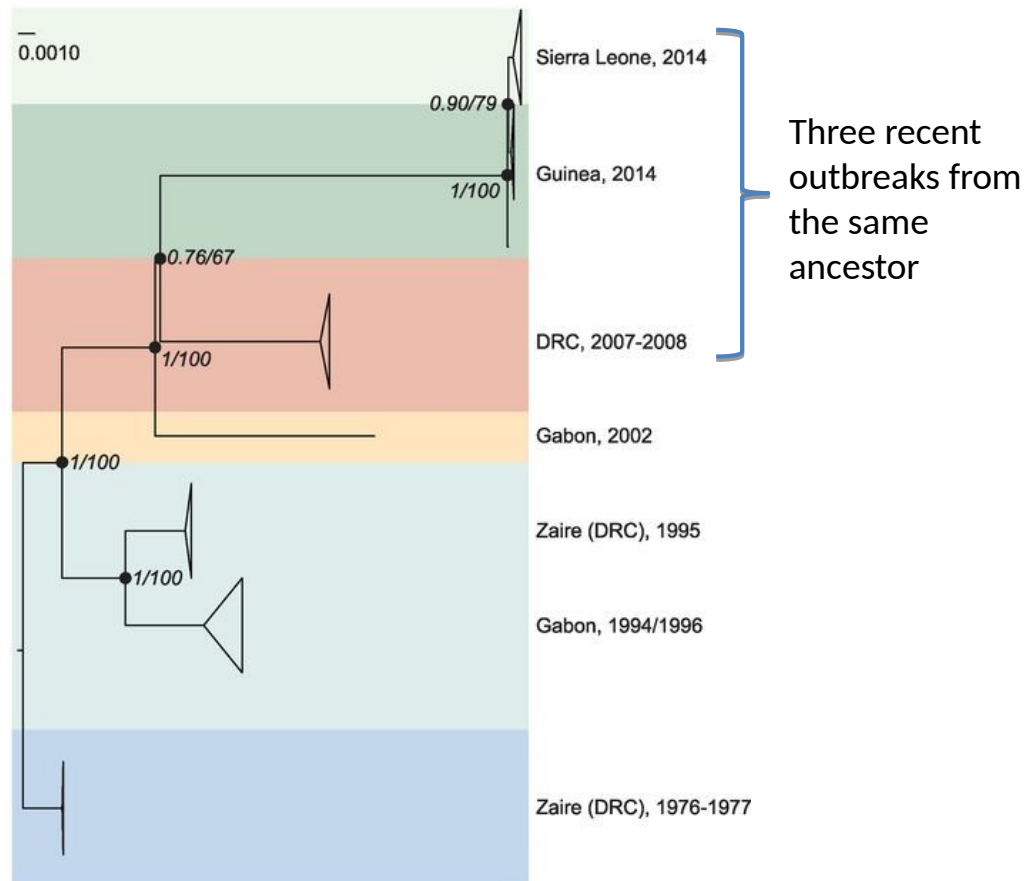 0.0010
Sierra Leone, 2014
0.90/79
Three recent
outbreaks from
the same
ancestor
Guinea, 2014
1/100
0.76/67
DRC, 2007-2008
1/100
Gabon, 2002
1/100
Zaire (DRC), 1995
1/100
Gabon, 1994/1996
Zaire (DRC), 1976-1977